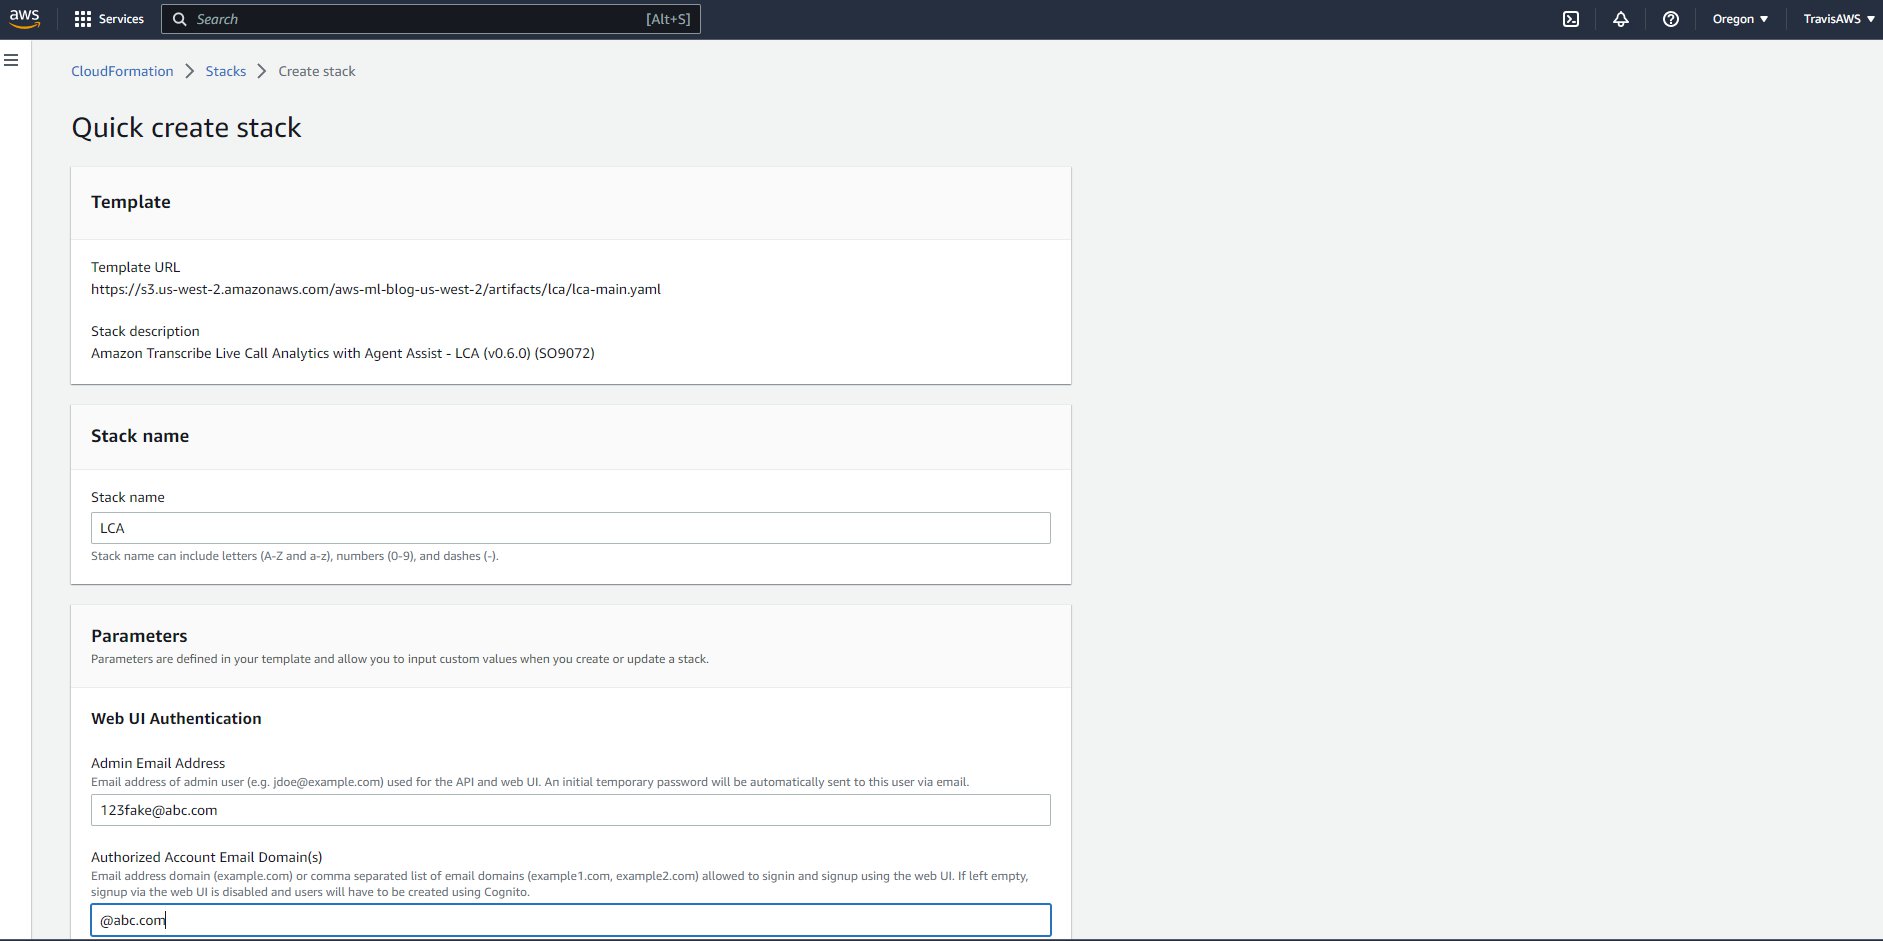 aws Services Search [Alt+S] Oregon TravisAWS
CloudFormation Stacks Create stack
Quick create stack
Template
Template URL
https://s3.us-west-2.amazonaws.com/aws-ml-blog-us-west-2/artifacts/lca/lca-main.yaml
Stack description
Amazon Transcribe Live Call Analytics with Agent Assist - LCA (v0.6.0) (SO9072)
Stack name
Stack name
LCA
Stack name can include letters (A-Z and a-z), numbers (0-9), and dashes (-).
Parameters
Parameters are defined in your template and allow you to input custom values when you create or update a stack.
Web UI Authentication
Admin Email Address
Email address of admin user (e.g. jdoe@example.com) used for the API and web UI. An initial temporary password will be automatically sent to this user via email.
123fake@abc.com
Authorized Account Email Domain(s)
Email address domain (example.com) or comma separated list of email domains (example1.com, example2.com) allowed to signin and signup using the web UI. If left empty,
signup via the web UI is disabled and users will have to be created using Cognito.
@abc.com